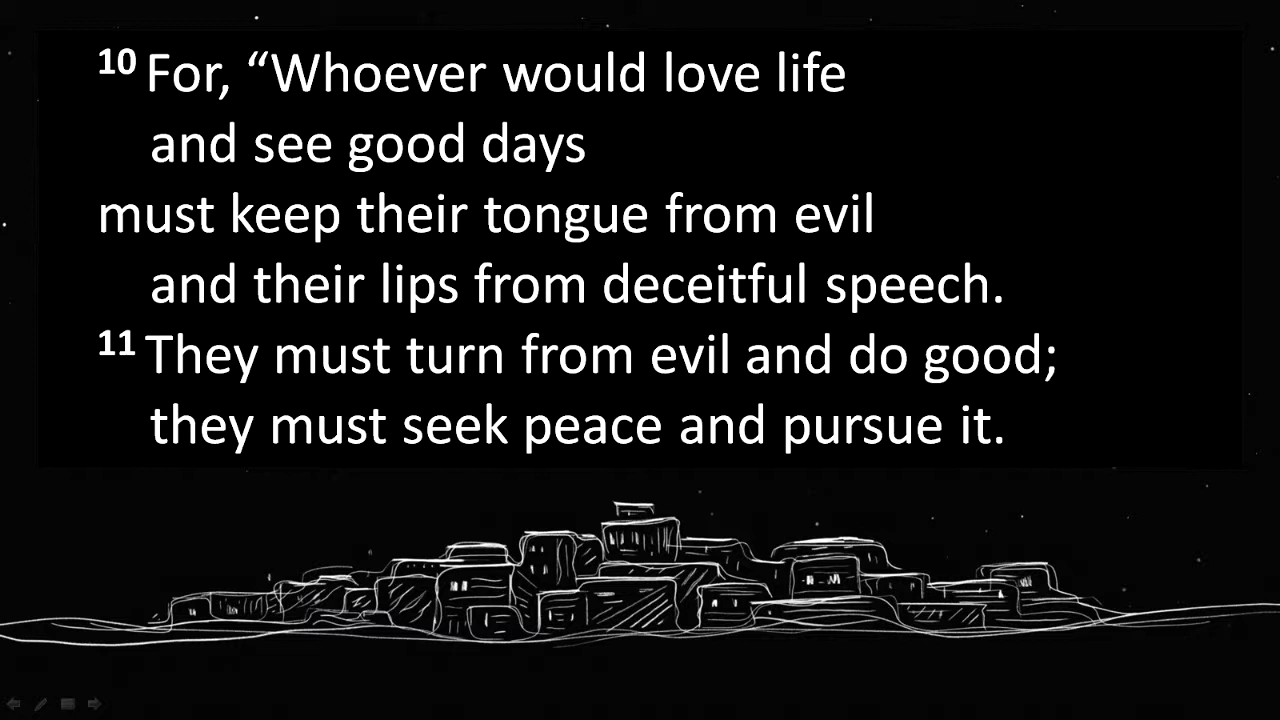 10 For, “Whoever would love life
and see good days
must keep their tongue from evil
and their lips from deceitful speech.
11 They must turn from evil and do good;
they must seek peace and pursue it.